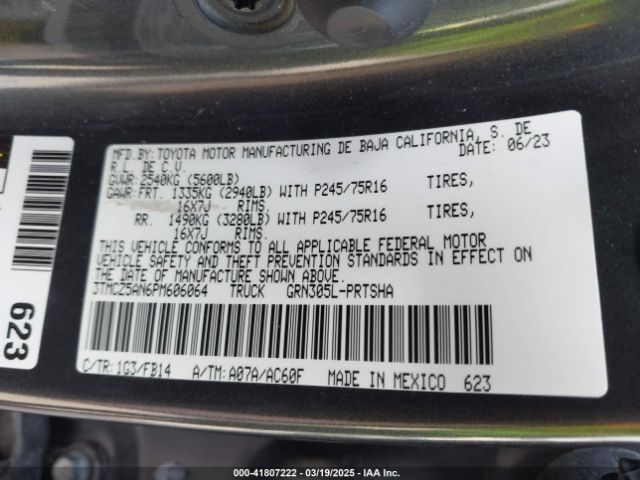 MFD.BY: TOYOTA MOTOR MANUFACTURING DE BAJA CALIFORNIA, S. DE
R.L. DE C.V. DATE: 06/23
GVWR: 2540KG (5600LB)
GAWR: FRT. 1335KG (2940LB) WITH P245/75R16 TIRES,
16X7J RIMS.
RR. 1490KG (3280LB) WITH P245/75R16 TIRES,
16X7J RIMS.
THIS VEHICLE CONFORMS TO ALL APPLICABLE FEDERAL MOTOR
VEHICLE SAFETY AND THEFT PREVENTION STANDARDS IN EFFECT ON
THE DATE OF MANUFACTURE SHOWN ABOVE.
3TMCZ5AN6PM606064 TRUCK GRN305L-PRTSHA
C/TR: 1G3/FB14 A/TM: A07A/AC60F MADE IN MEXICO 623
623
000-41807222 — 03/19/2025 — IAA Inc.